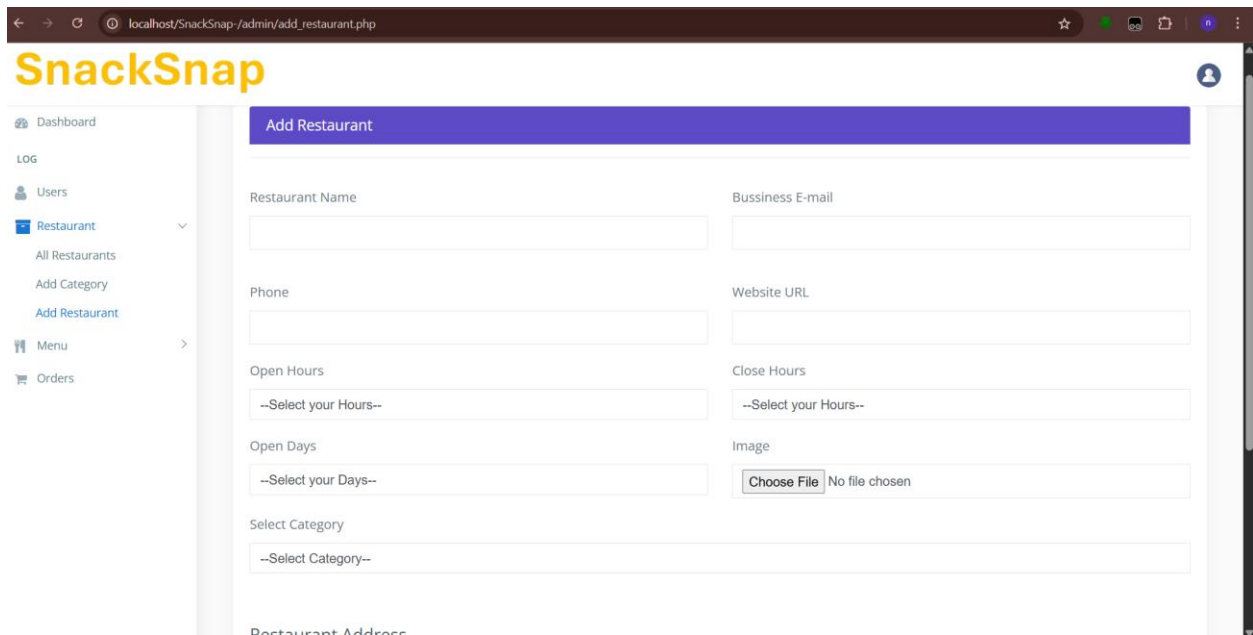 localhost/SnackSnap-/admin/add_restaurant.php
n
SnackSnap
Dashboard
LOG
Users
Restaurant
All Restaurants
Add Category
Add Restaurant
Menu
Orders
Add Restaurant
Restaurant Name
Bussiness E-mail
Phone
Website URL
Open Hours
Close Hours
--Select your Hours--
--Select your Hours--
Open Days
Image
--Select your Days--
Choose File No file chosen
Select Category
--Select Category--
Restaurant Address